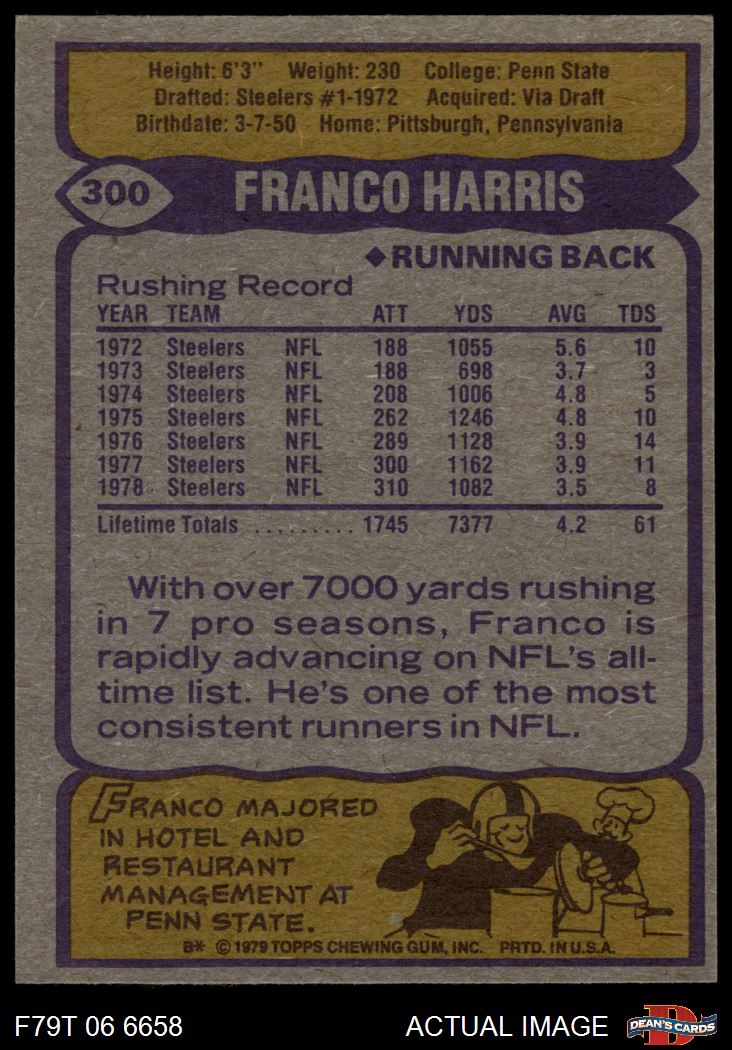 Height: 6'3" Weight: 230 College: Penn State
Drafted: Steelers #1-1972 Acquired: Via Draft
Birthdate: 3-7-50 Home: Pittsburgh, Pennsylvania
300 FRANCO HARRIS
◆RUNNING BACK
Rushing Record
YEAR TEAM ATT YDS AVG TDS
1972 Steelers NFL 188 1055 5.6 10
1973 Steelers NFL 188 698 3.7 3
1974 Steelers NFL 208 1006 4.8 5
1975 Steelers NFL 262 1246 4.8 10
1976 Steelers NFL 289 1128 3.9 14
1977 Steelers NFL 300 1162 3.9 11
1978 Steelers NFL 310 1082 3.5 8
Lifetime Totals .......... 1745 7377 4.2 61
With over 7000 yards rushing
in 7 pro seasons, Franco is
rapidly advancing on NFL's all-
time list. He's one of the most
consistent runners in NFL.
FRANCO MAJORED
IN HOTEL AND
RESTAURANT
MANAGEMENT AT
PENN STATE.
B* © 1979 TOPPS CHEWING GUM, INC. PRTD. IN U.S.A.
F79T 06 6658 ACTUAL IMAGE D DEAN'S CARDS